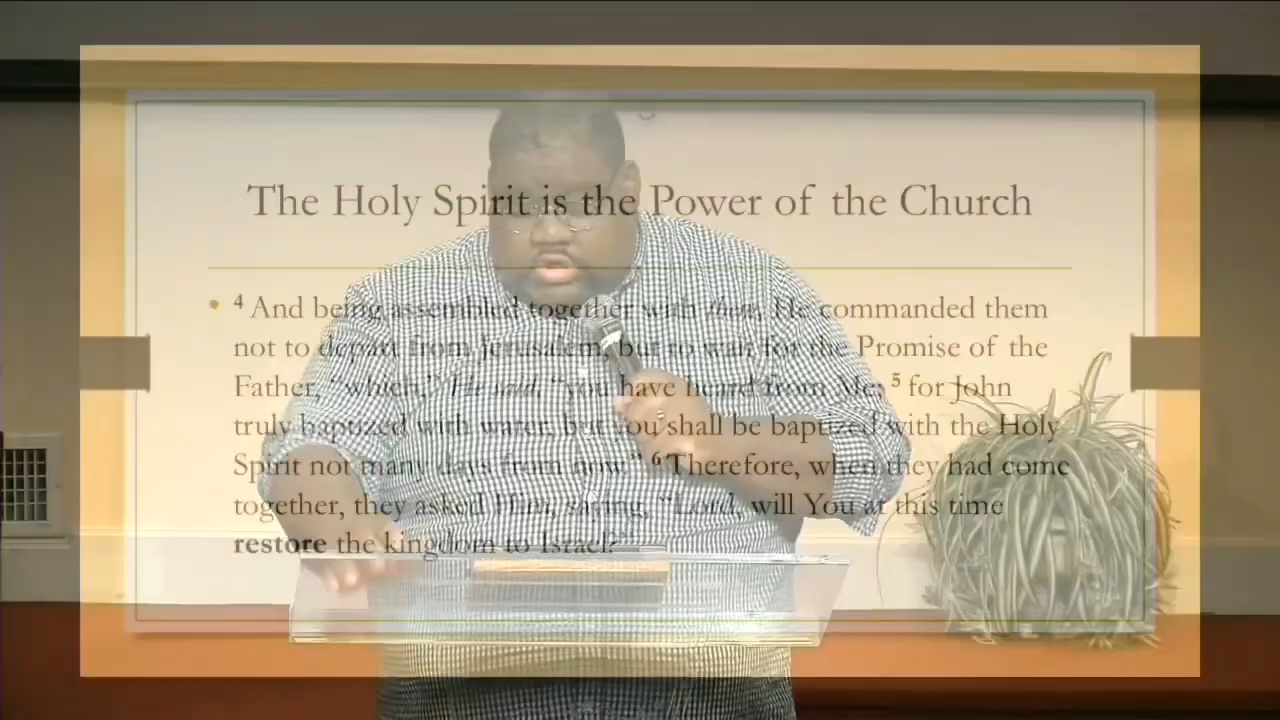 The Holy Spirit is the Power of the Church
• ⁴ And being assembled together with them, He commanded them
not to depart from Jerusalem, but to wait for the Promise of the
Father, “which,” He said, “you have heard from Me; ⁵ for John
truly baptized with water, but you shall be baptized with the Holy
Spirit not many days from now.” ⁶ Therefore, when they had come
together, they asked Him, saying, “Lord, will You at this time
restore the kingdom to Israel?”